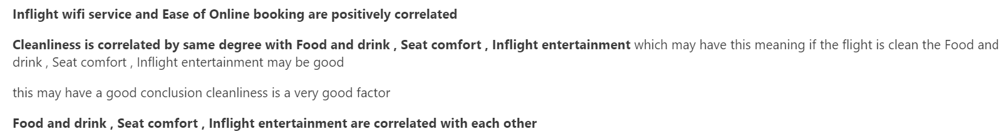 Inflight wifi service and Ease of Online booking are positively correlated
Cleanliness is correlated by same degree with Food and drink , Seat comfort , Inflight entertainment which may have this meaning if the flight is clean the Food and
drink , Seat comfort , Inflight entertainment may be good
this may have a good conclusion cleanliness is a very good factor
Food and drink , Seat comfort , Inflight entertainment are correlated with each other